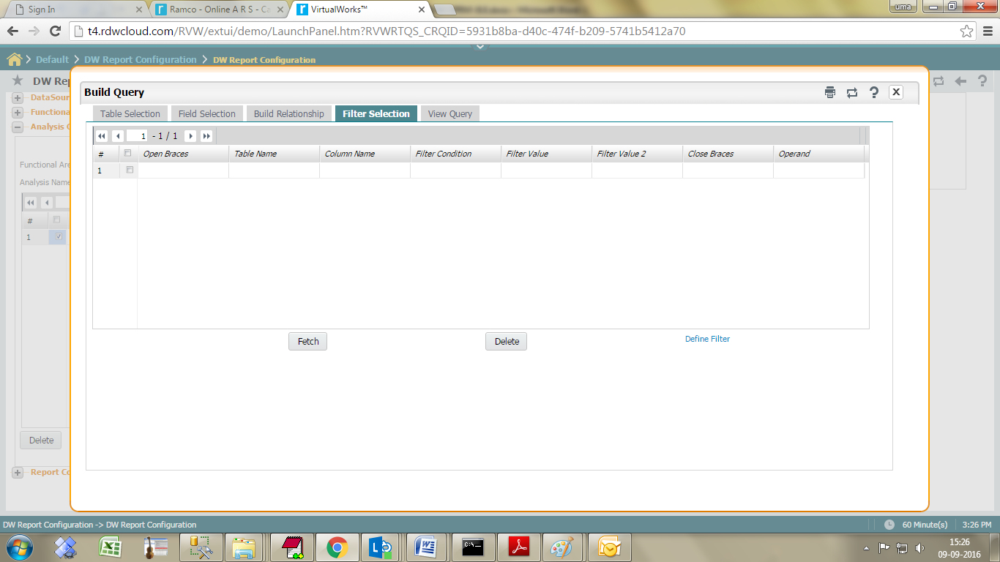 Sign In
Ramco - Online A R S - Ca
VirtualWorks™
uma
t4.rdwcloud.com/RVW/extui/demo/LaunchPanel.htm?RVWRTQS_CRQID=5931b8ba-d40c-474f-b209-5741b5412a70
Default > DW Report Configuration > DW Report Configuration
DW Rep
DataSour
Functiona
Analysis
Functional Are
Analysis Name
#
1
Delete
Report Co
Build Query
Table Selection Field Selection Build Relationship Filter Selection View Query
1 - 1 / 1
# Open Braces Table Name Column Name Filter Condition Filter Value Filter Value 2 Close Braces Operand
1
Fetch Delete Define Filter
DW Report Configuration -> DW Report Configuration
60 Minute(s) 3:26 PM
15:26
09-09-2016